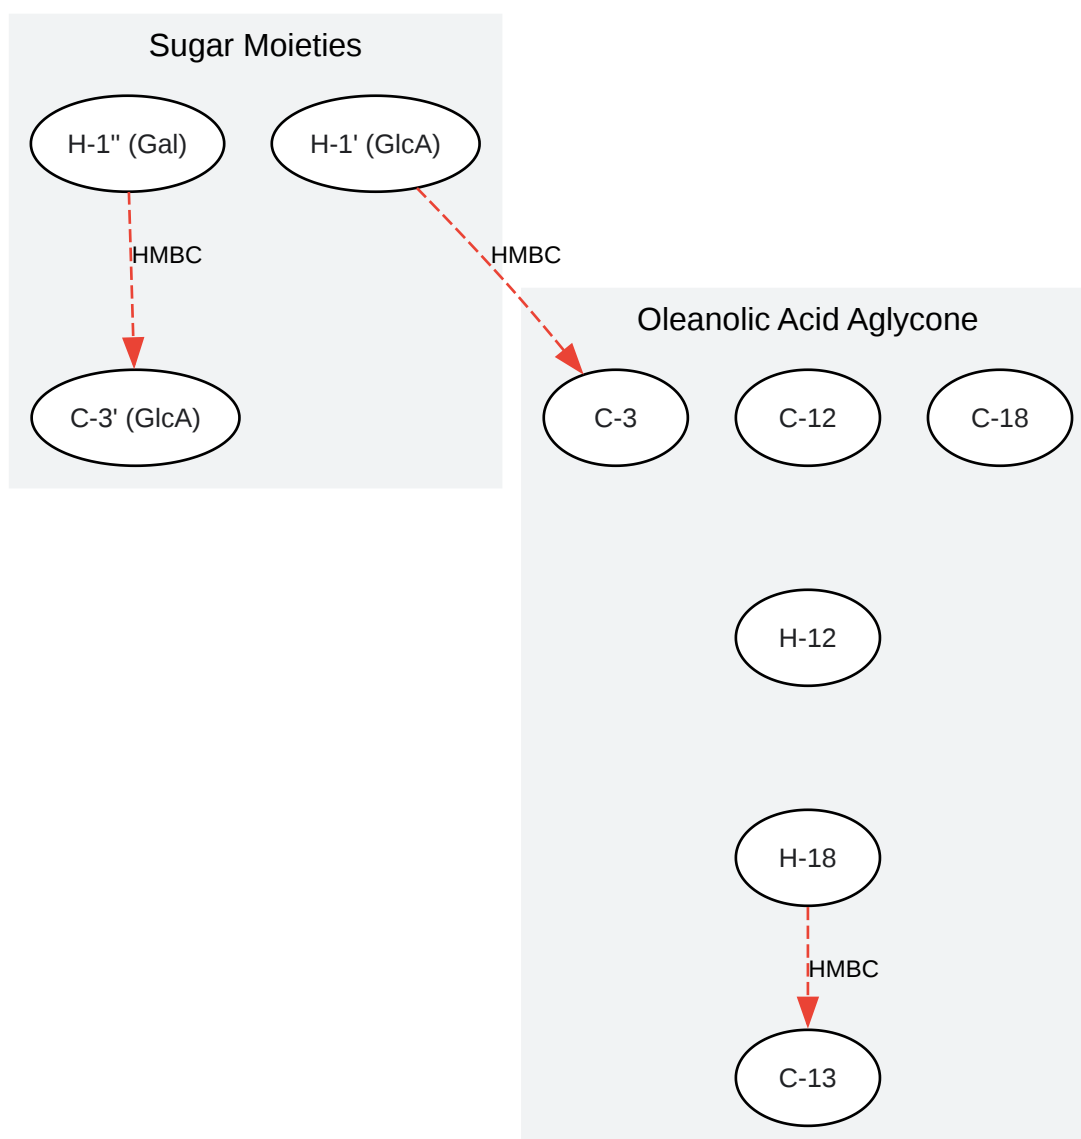 Sugar Moieties
H-1" (Gal)
H-1' (GlcA)
HMBC
HMBC
Oleanolic Acid Aglycone
C-3' (GlcA)
C-3
C-12
C-18
H-12
H-18
HMBC
C-13